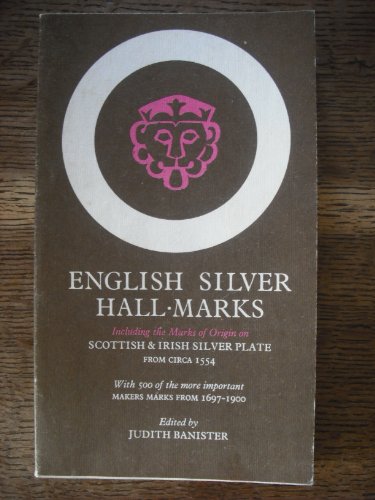 ENGLISH SILVER
HALL·MARKS
Including the Marks of Origin on
SCOTTISH & IRISH SILVER PLATE
FROM CIRCA 1554
With 500 of the more important
MAKERS MARKS FROM 1697-1900
Edited by
JUDITH BANISTER